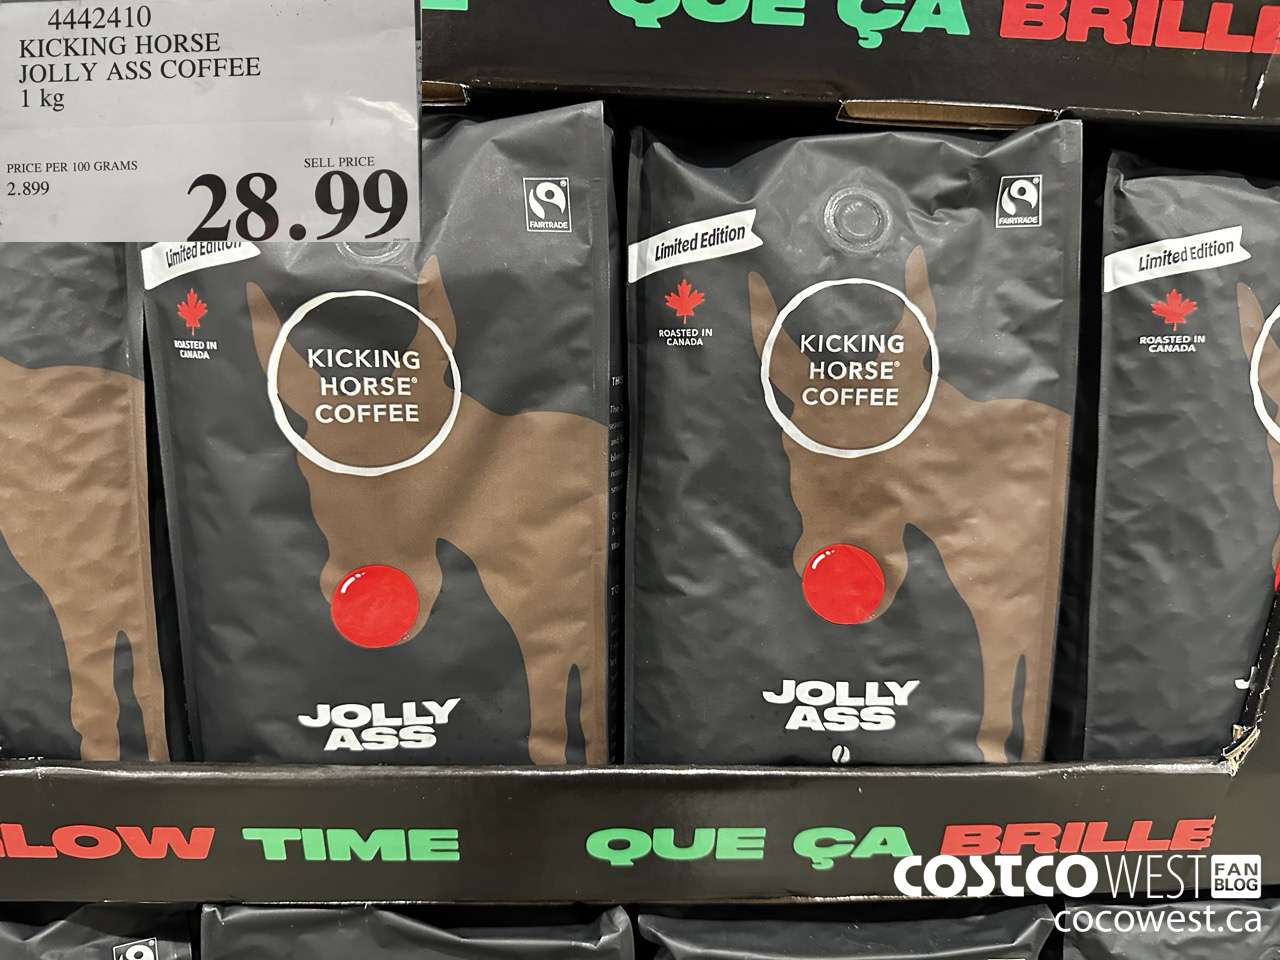 4442410
KICKING HORSE
JOLLY ASS COFFEE
1 kg
PRICE PER 100 GRAMS
2.899
SELL PRICE
28.99
QUE ÇA BRILLE
FAIRTRADE
Limited Edition
ROASTED IN
CANADA
KICKING
HORSE®
COFFEE
JOLLY
ASS
FAIRTRADE
Limited Edition
ROASTED IN
CANADA
KICKING
HORSE®
COFFEE
JOLLY
ASS
Limited Edition
ROASTED IN
CANADA
LOW TIME
QUE ÇA BRILLE
COSTCO WEST FAN BLOG
cocowest.ca